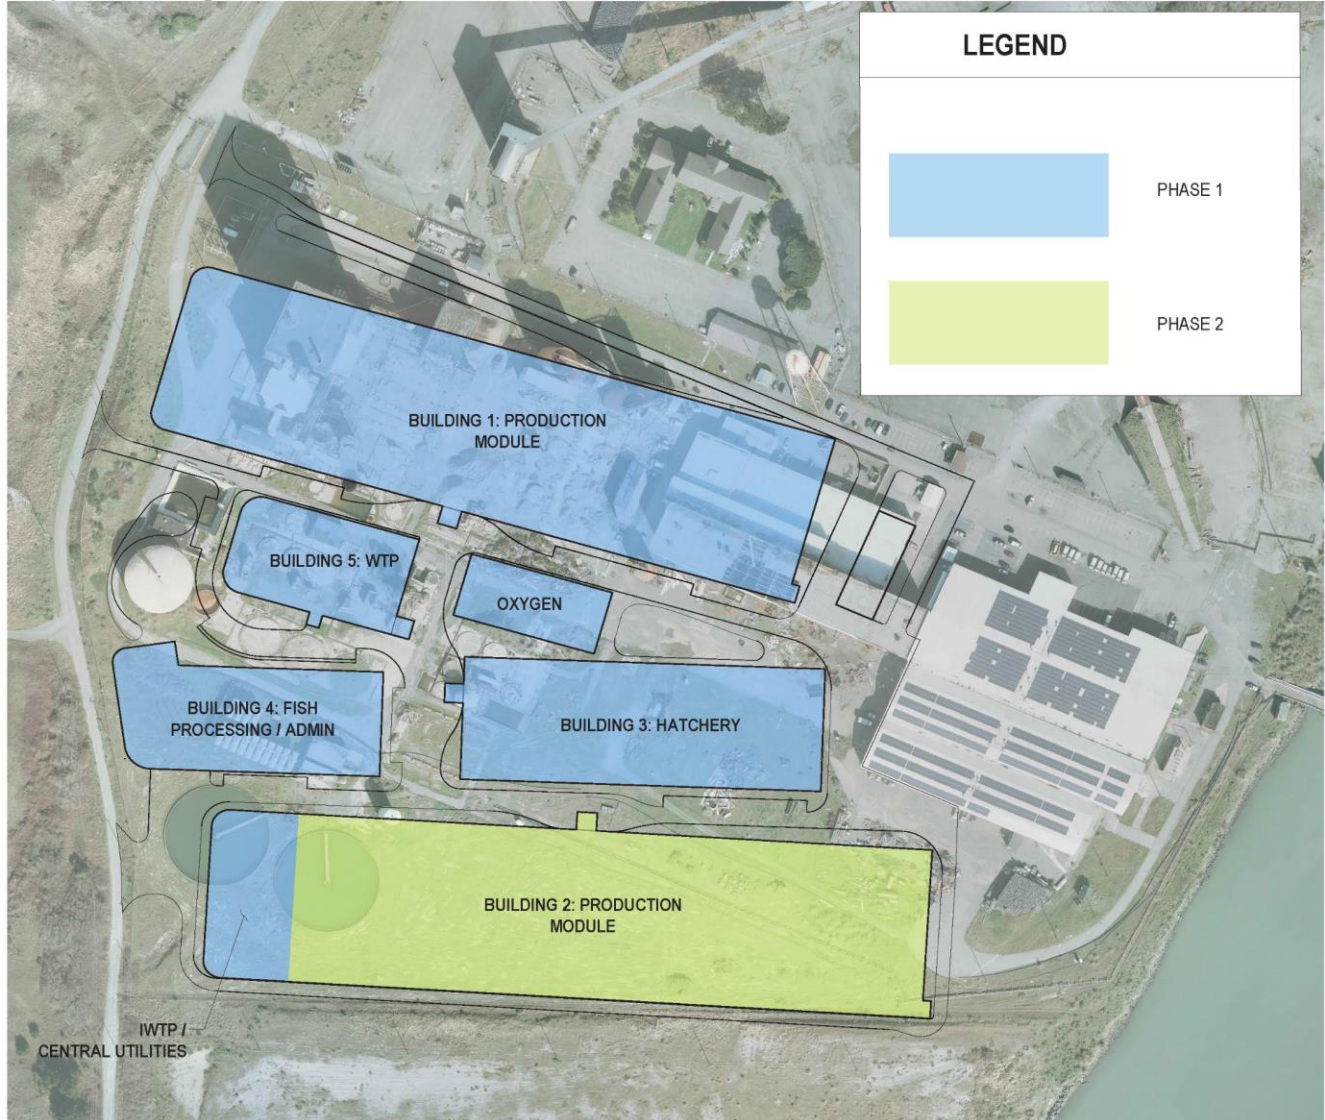 LEGEND
PHASE 1
PHASE 2
BUILDING 1: PRODUCTION
MODULE
BUILDING 5: WTP
OXYGEN
BUILDING 4: FISH
PROCESSING / ADMIN
BUILDING 3: HATCHERY
BUILDING 2: PRODUCTION
MODULE
IWTP /
CENTRAL UTILITIES